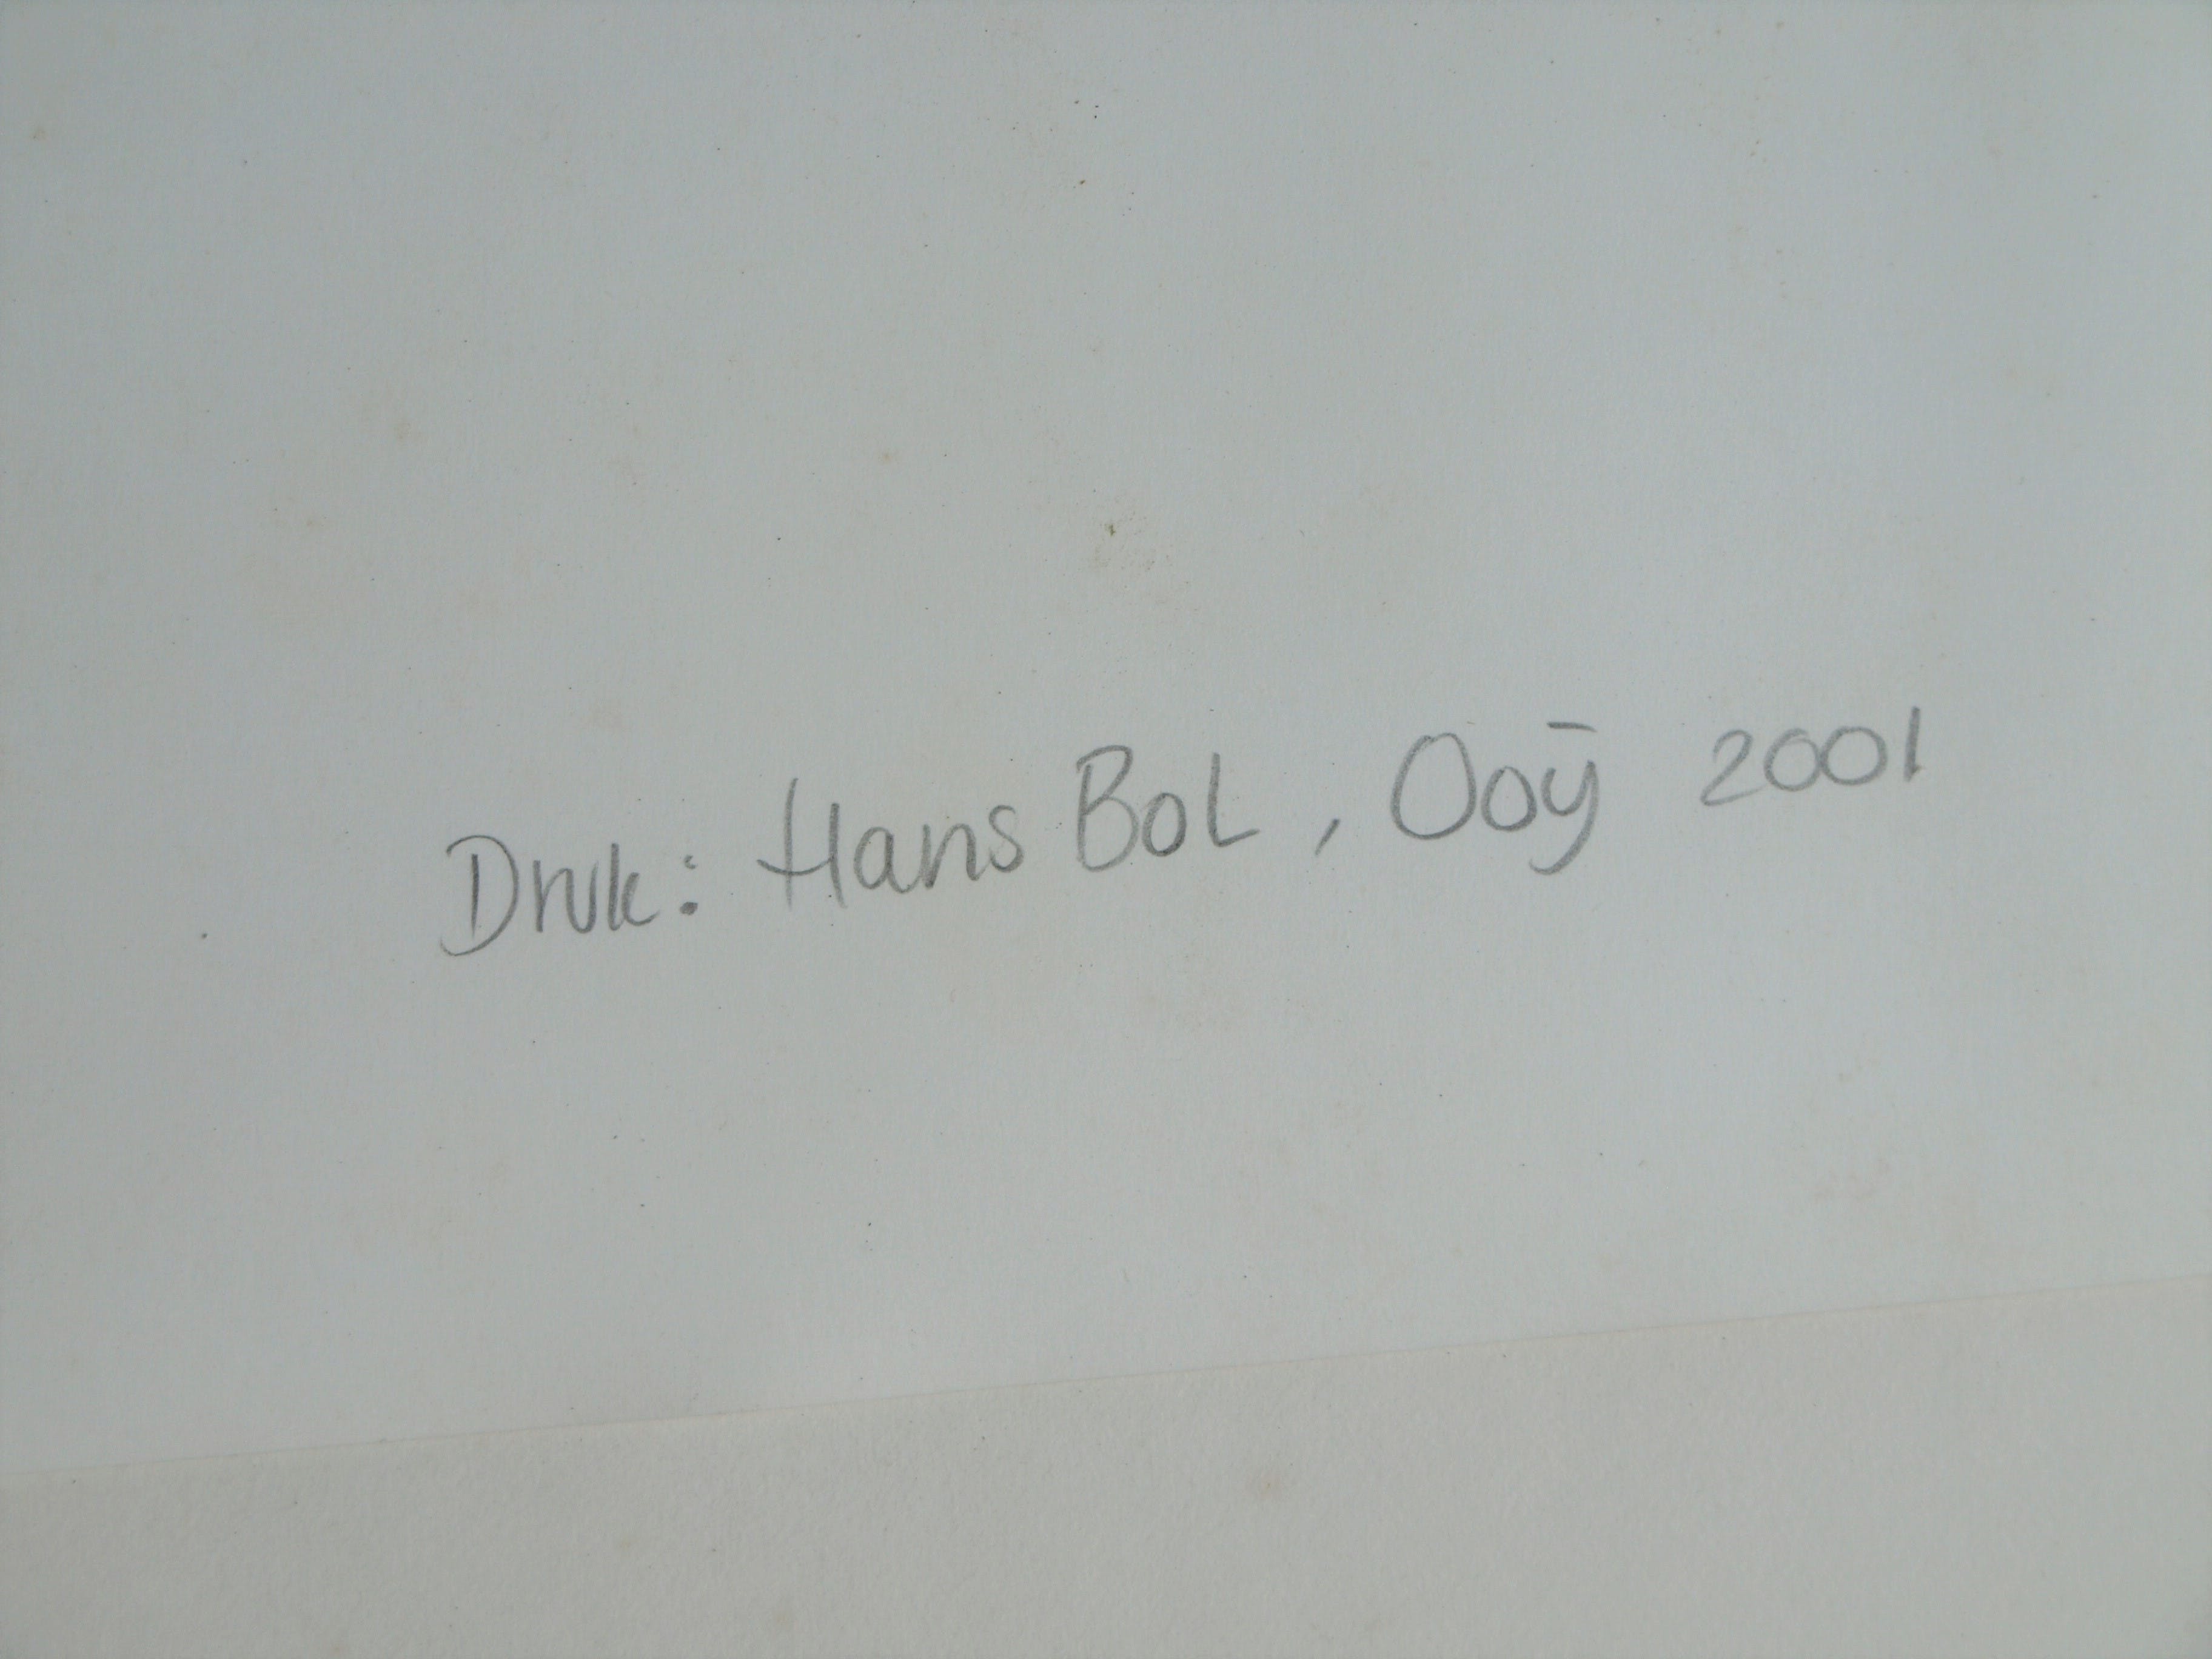 Druk: Hans Bol, Ooij 2001